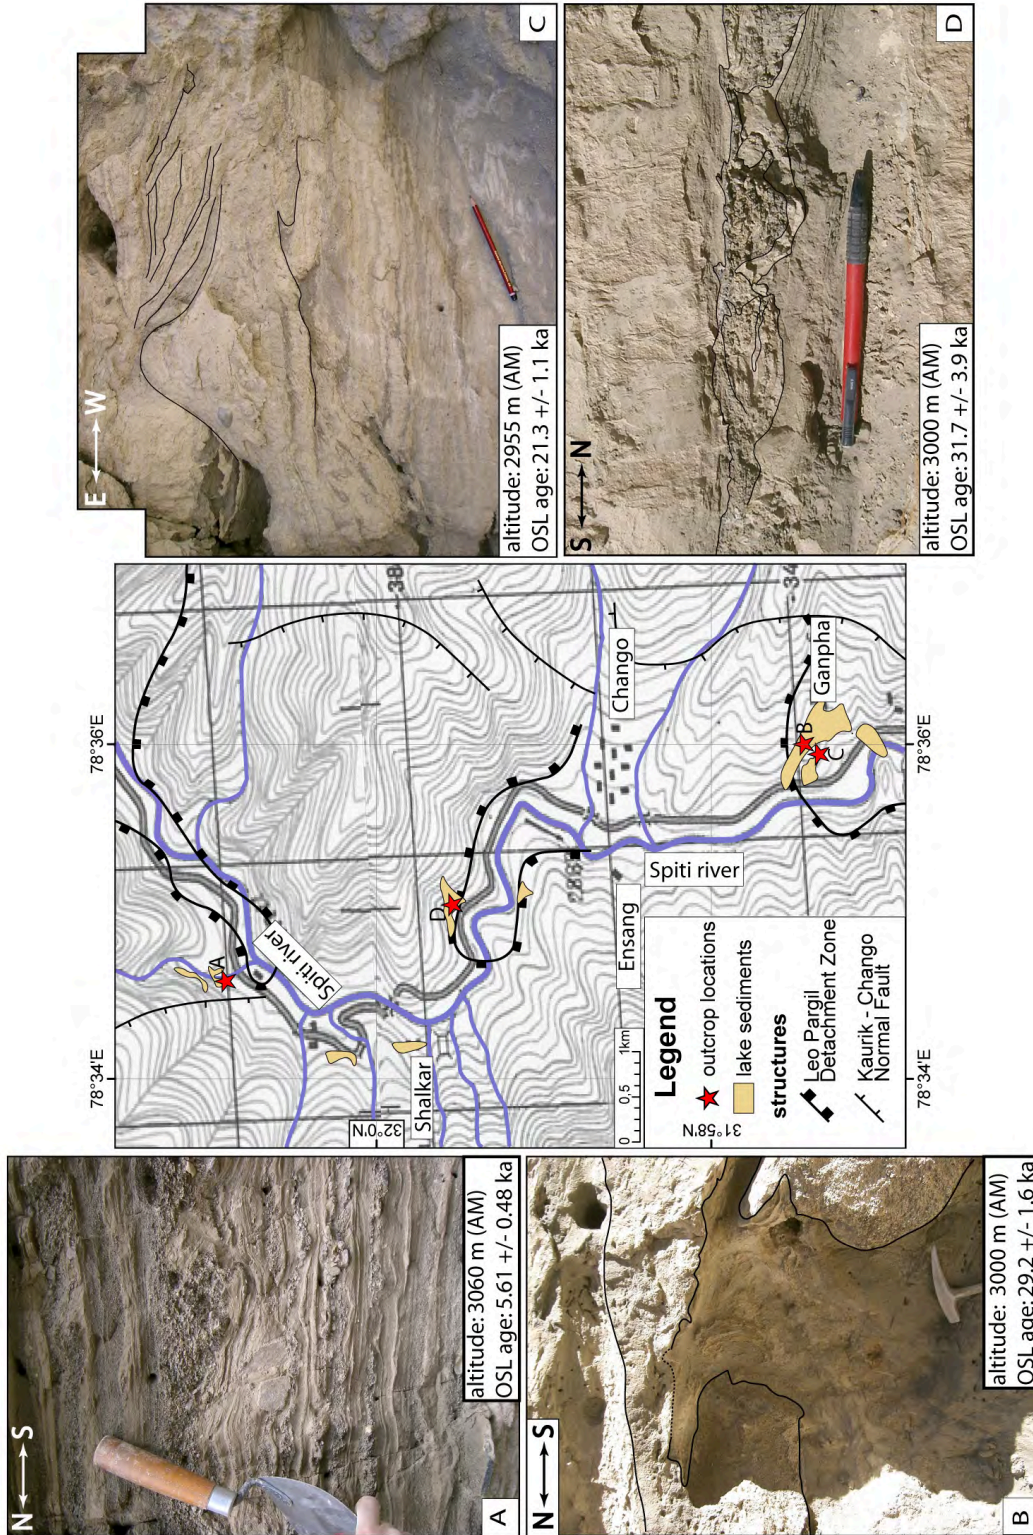 N S
A
altitude: 3060 m (AM)
OSL age: 5.61 +/- 0.48 ka
N S
B
altitude: 3000 m (AM)
OSL age: 29.2 +/- 1.6 ka
78°34'E
78°36'E
32°0'N
31°58'N
A
Spiti river
Shalkar
D
38
Chango
2887
Ensang
Spiti river
34
Ganpha
B
C
0 0.5 1km
Legend
outcrop locations
lake sediments
structures
Leo Pargil
Detachment Zone
Kaurik - Chango
Normal Fault
78°34'E
78°36'E
E W
C
altitude: 2955 m (AM)
OSL age: 21.3 +/- 1.1 ka
S N
D
altitude: 3000 m (AM)
OSL age: 31.7 +/- 3.9 ka